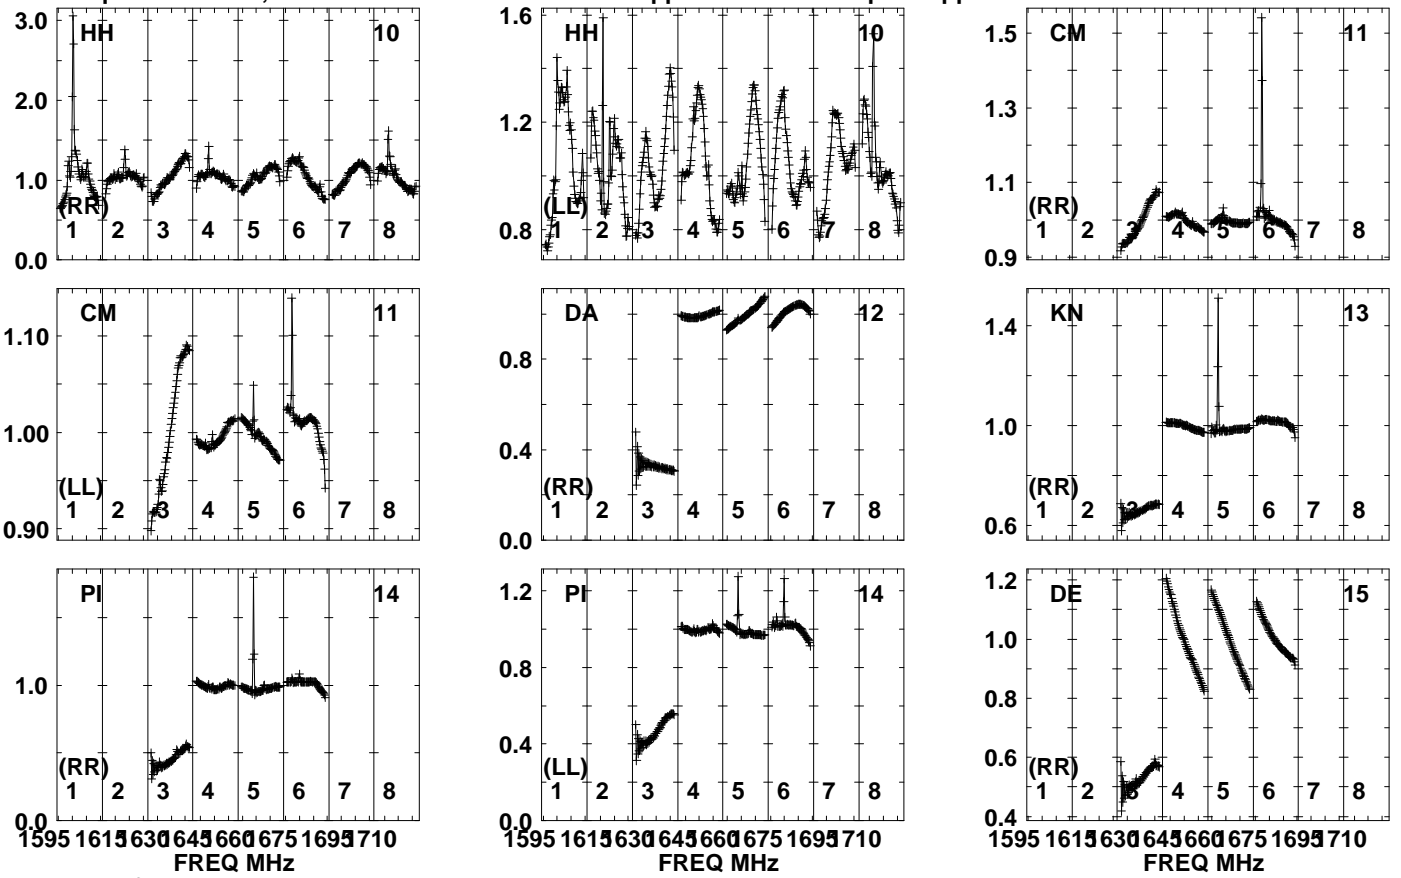 3.0 HH 10
2.0
1.0
(RR)
1 2 3 4 5 6 7 8
0.0
1.6 HH 10
1.2
0.8 (LL)
1 2 3 4 5 6 7 8
1.5 CM 11
1.3
1.1
(RR)
1 2 3 4 5 6 7 8
0.9
CM 11
1.10
1.00
(LL)
1 2 3 4 5 6 7 8
0.90
DA 12
0.8
0.4
(RR)
1 2 3 4 5 6 7 8
0.0
KN 13
1.4
1.0
(RR)
1 2 3 4 5 6 7 8
0.6
PI 14
1.0
(RR)
1 2 3 4 5 6 7 8
0.0
1595 1615 1630 1645 1660 1675 1695 1710
FREQ MHz
1.2 PI 14
0.8
0.4 (LL)
1 2 3 4 5 6 7 8
0.0
1595 1615 1630 1645 1660 1675 1695 1710
FREQ MHz
1.2 DE 15
1.0
0.8
0.6 (RR)
1 2 3 4 5 6 7 8
0.4
1595 1615 1630 1645 1660 1675 1695 1710
FREQ MHz